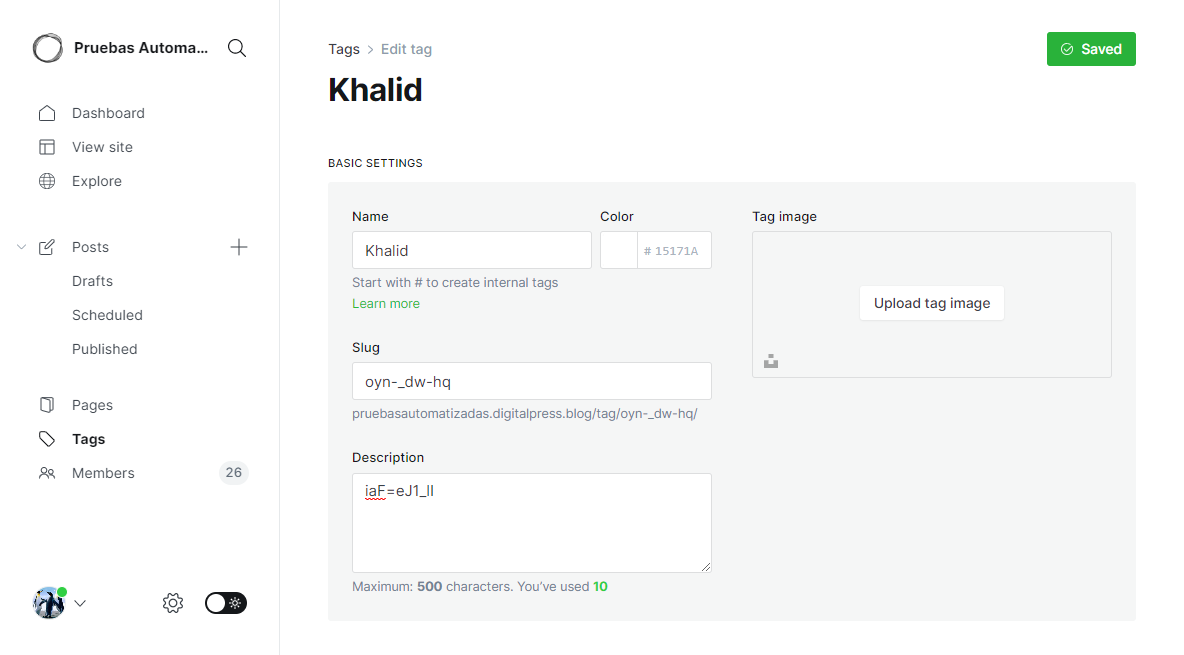 Pruebas Automa...
Dashboard
View site
Explore
Posts
Drafts
Scheduled
Published
Pages
Tags
Members 26
Tags > Edit tag
Saved
Khalid
BASIC SETTINGS
Name
Khalid
Start with # to create internal tags
Learn more
Color
# 15171A
Slug
oyn-_dw-hq
pruebasautomatizadas.digitalpress.blog/tag/oyn-_dw-hq/
Description
Maximum: 500 characters. You’ve used 10
Tag image
Upload tag image